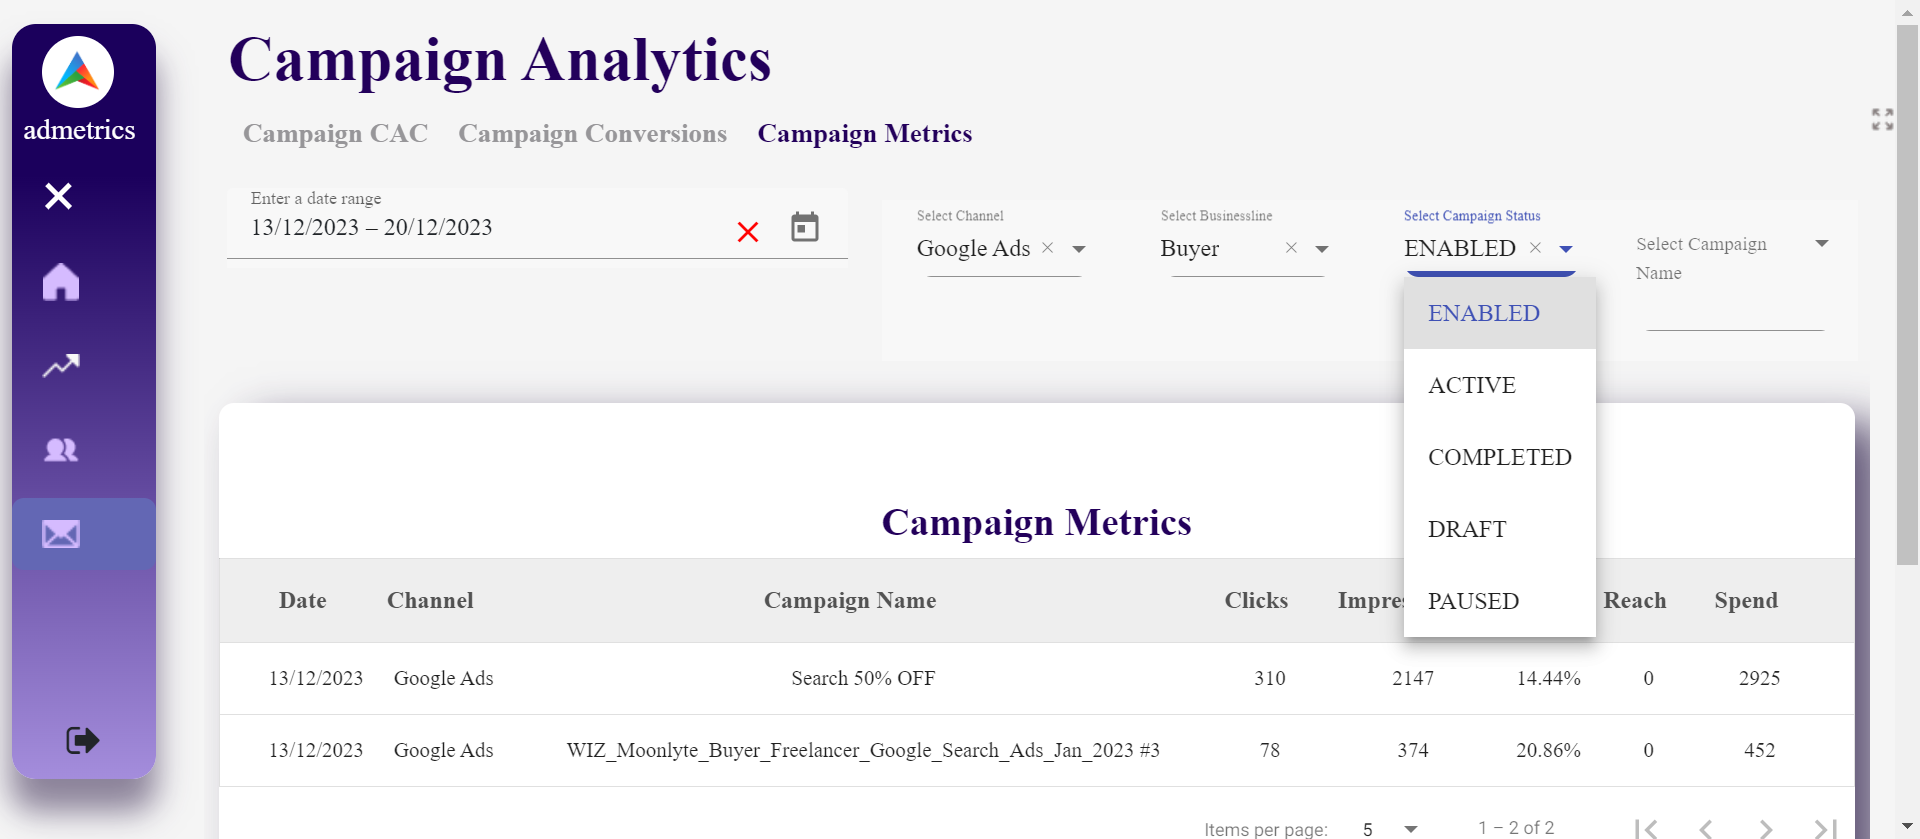 Campaign Analytics
admetrics
Campaign CAC Campaign Conversions Campaign Metrics
Enter a date range
13/12/2023 – 20/12/2023
Select Channel
Google Ads
Select Businessline
Buyer
Select Campaign Status
ENABLED
Select Campaign
Name
ENABLED
ACTIVE
COMPLETED
DRAFT
PAUSED
Campaign Metrics
Date Channel Campaign Name Clicks Reach Spend
13/12/2023 Google Ads Search 50% OFF 310 2147 14.44% 0 2925
13/12/2023 Google Ads WIZ_Moonlyte_Buyer_Freelancer_Google_Search_Ads_Jan_2023 #3 78 374 20.86% 0 452
Items per page: 5 1 – 2 of 2